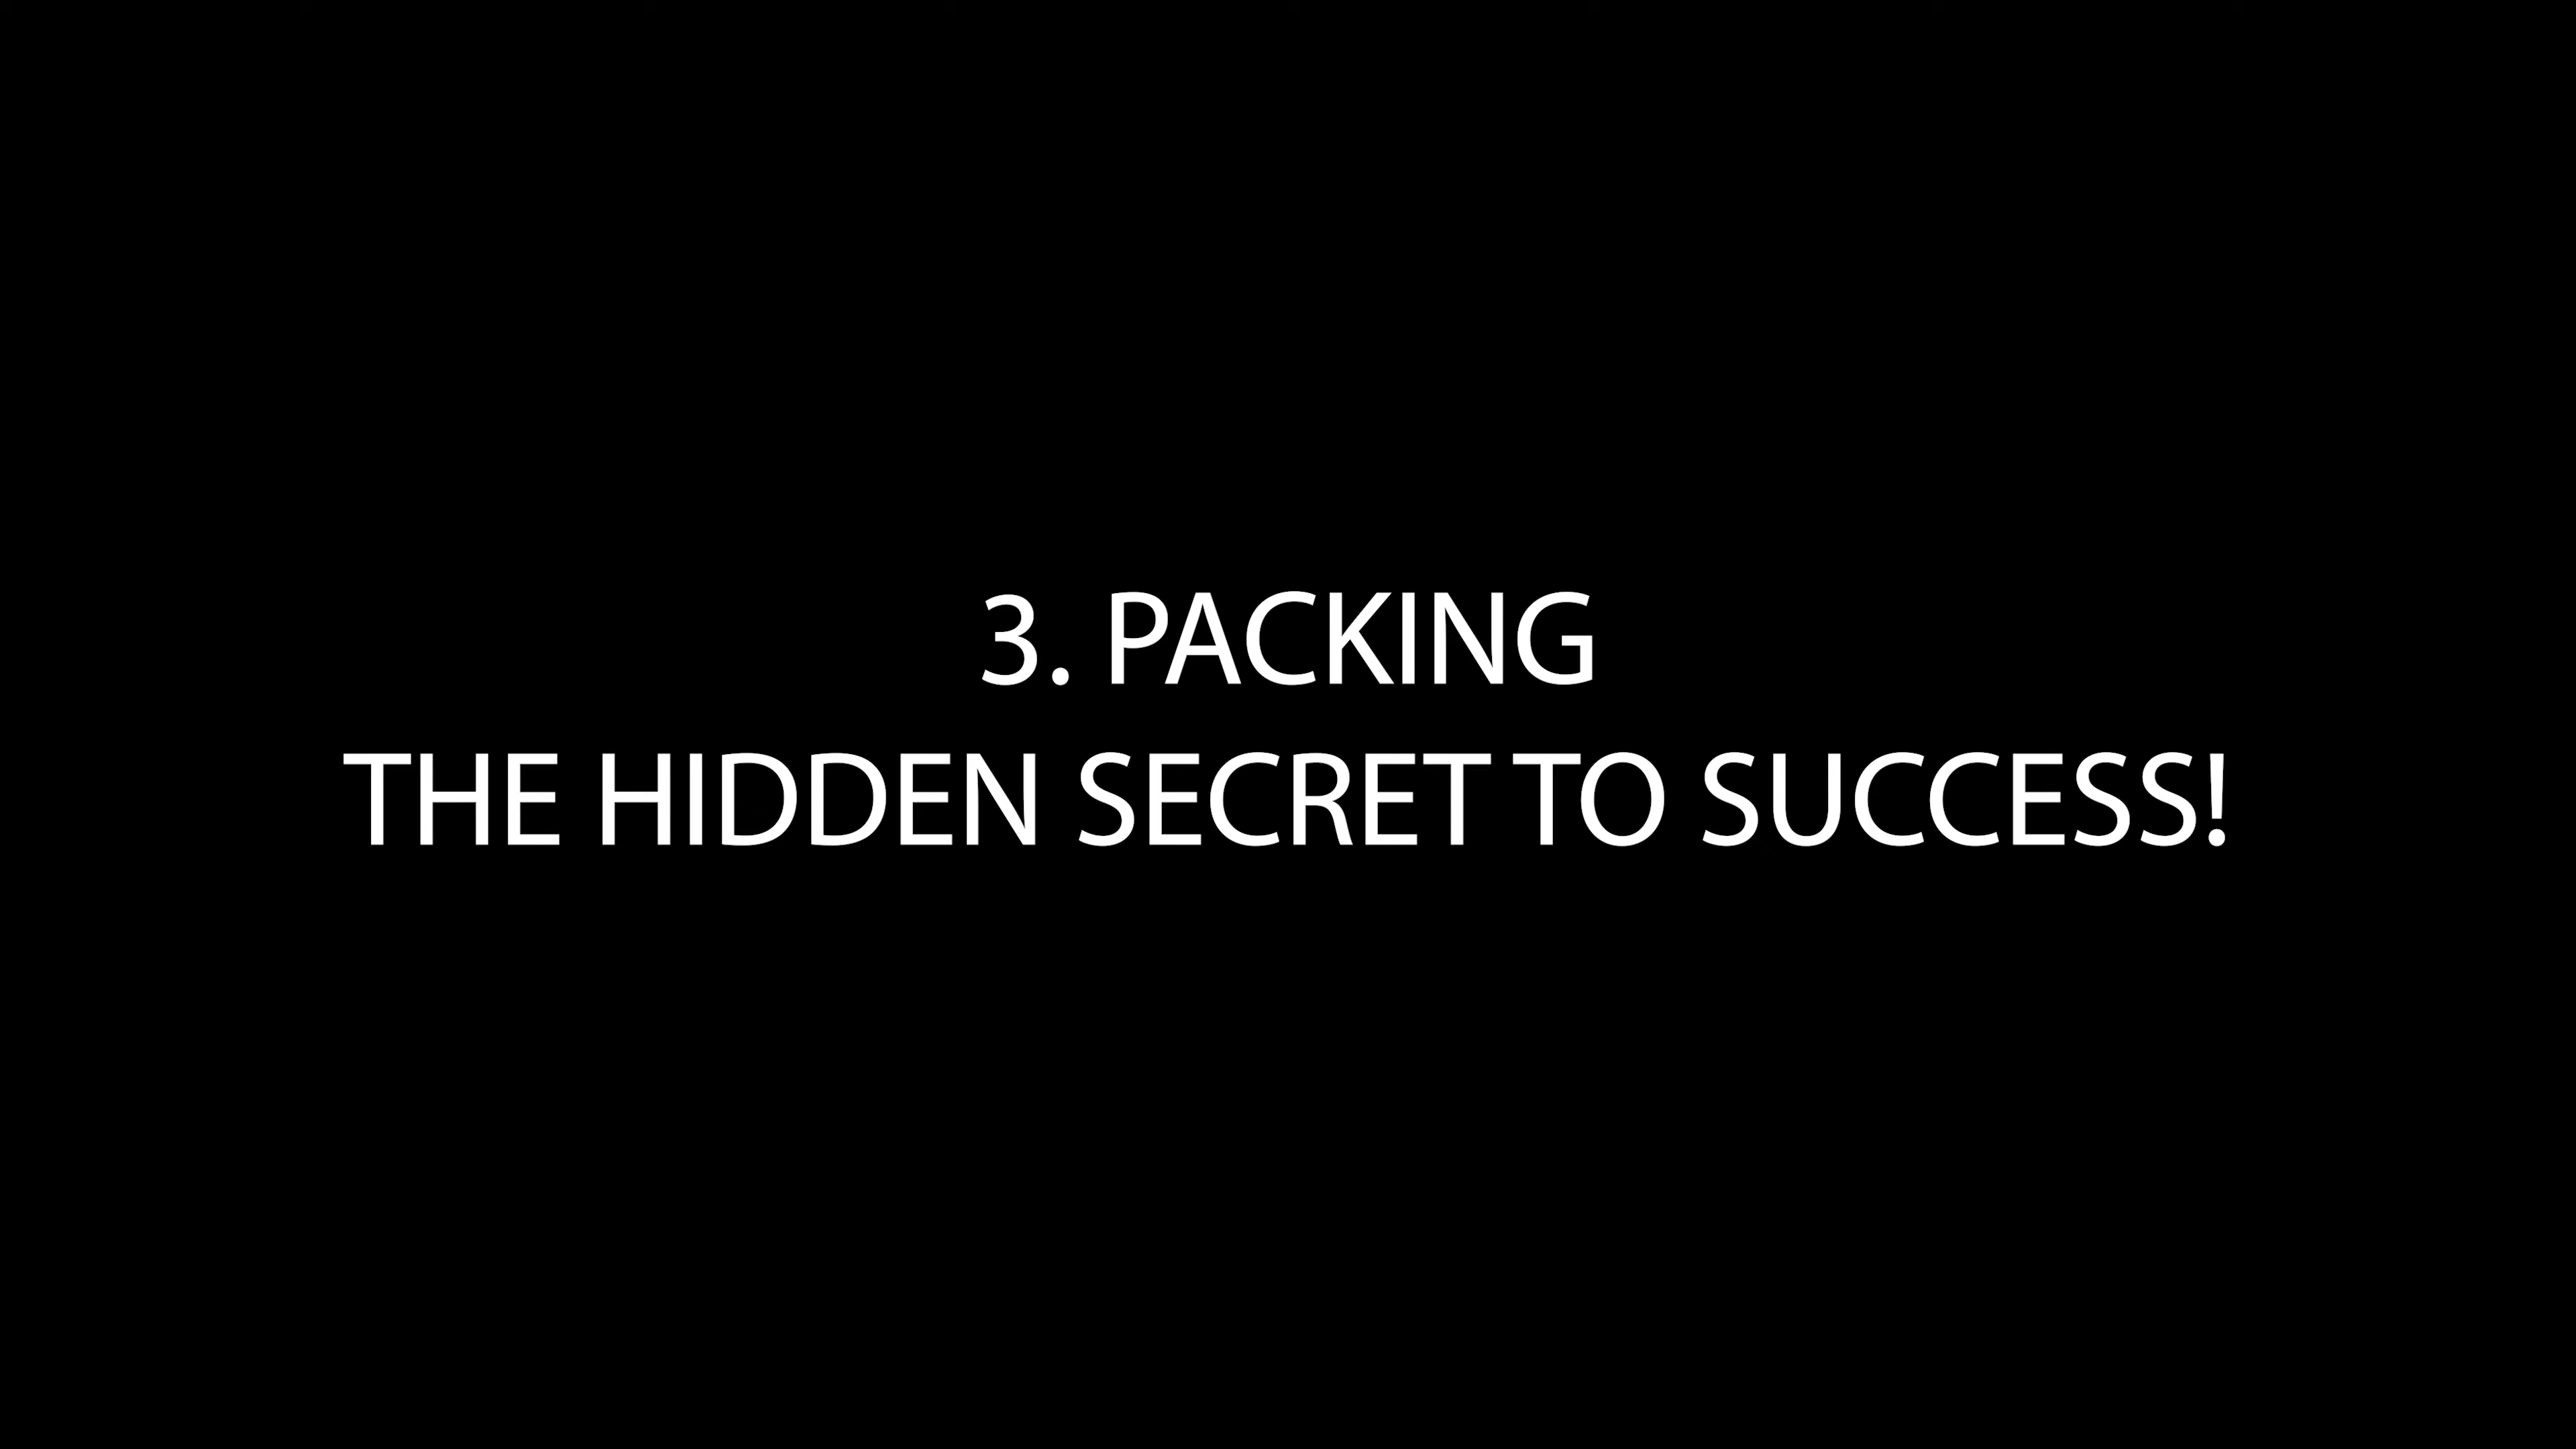 3. PACKING
THE HIDDEN SECRET TO SUCCESS!